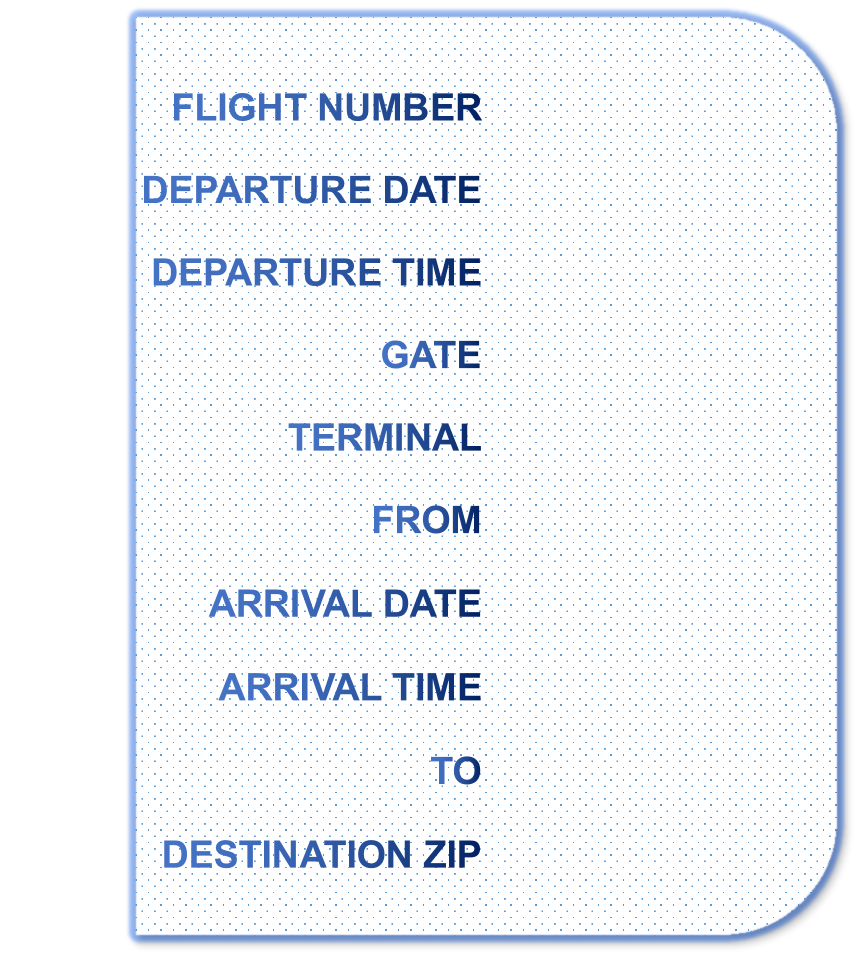 FLIGHT NUMBER
DEPARTURE DATE
DEPARTURE TIME
GATE
TERMINAL
FROM
ARRIVAL DATE
ARRIVAL TIME
TO
DESTINATION ZIP